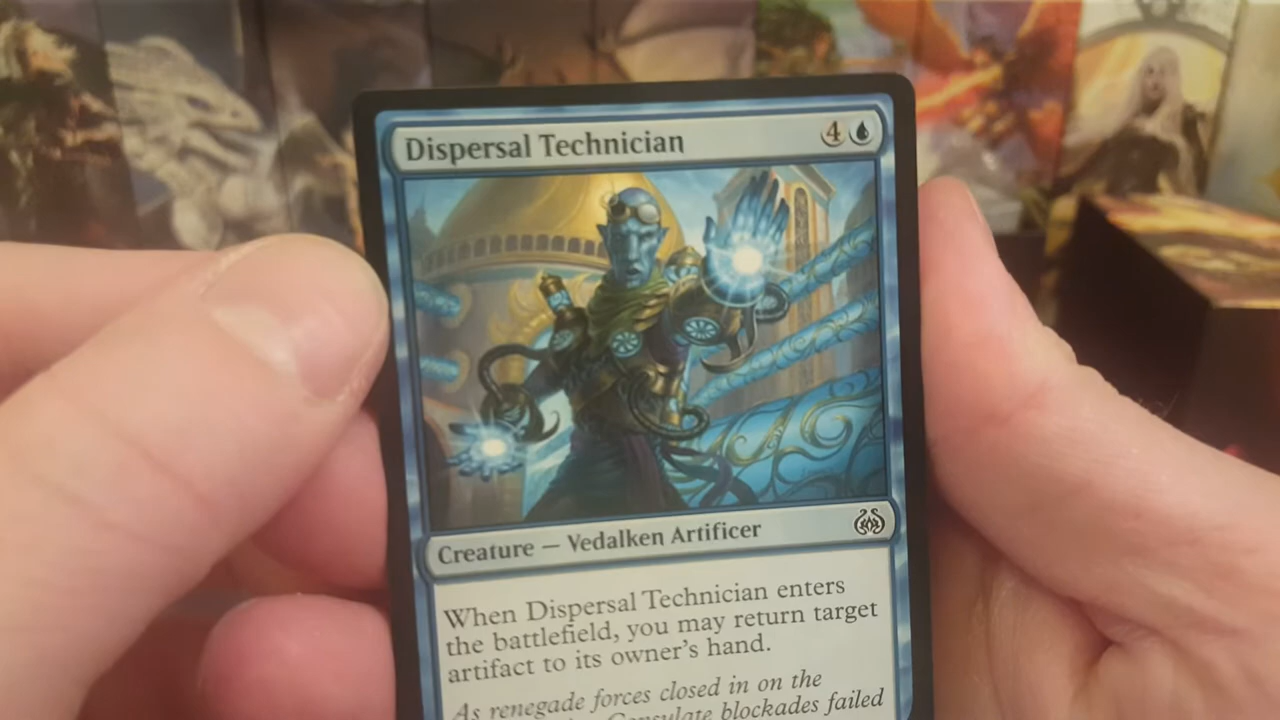 Dispersal Technician 4
Creature — Vedalken Artificer
When Dispersal Technician enters
the battlefield, you may return target
artifact to its owner's hand.
As renegade forces closed in on the
Consulate blockades failed